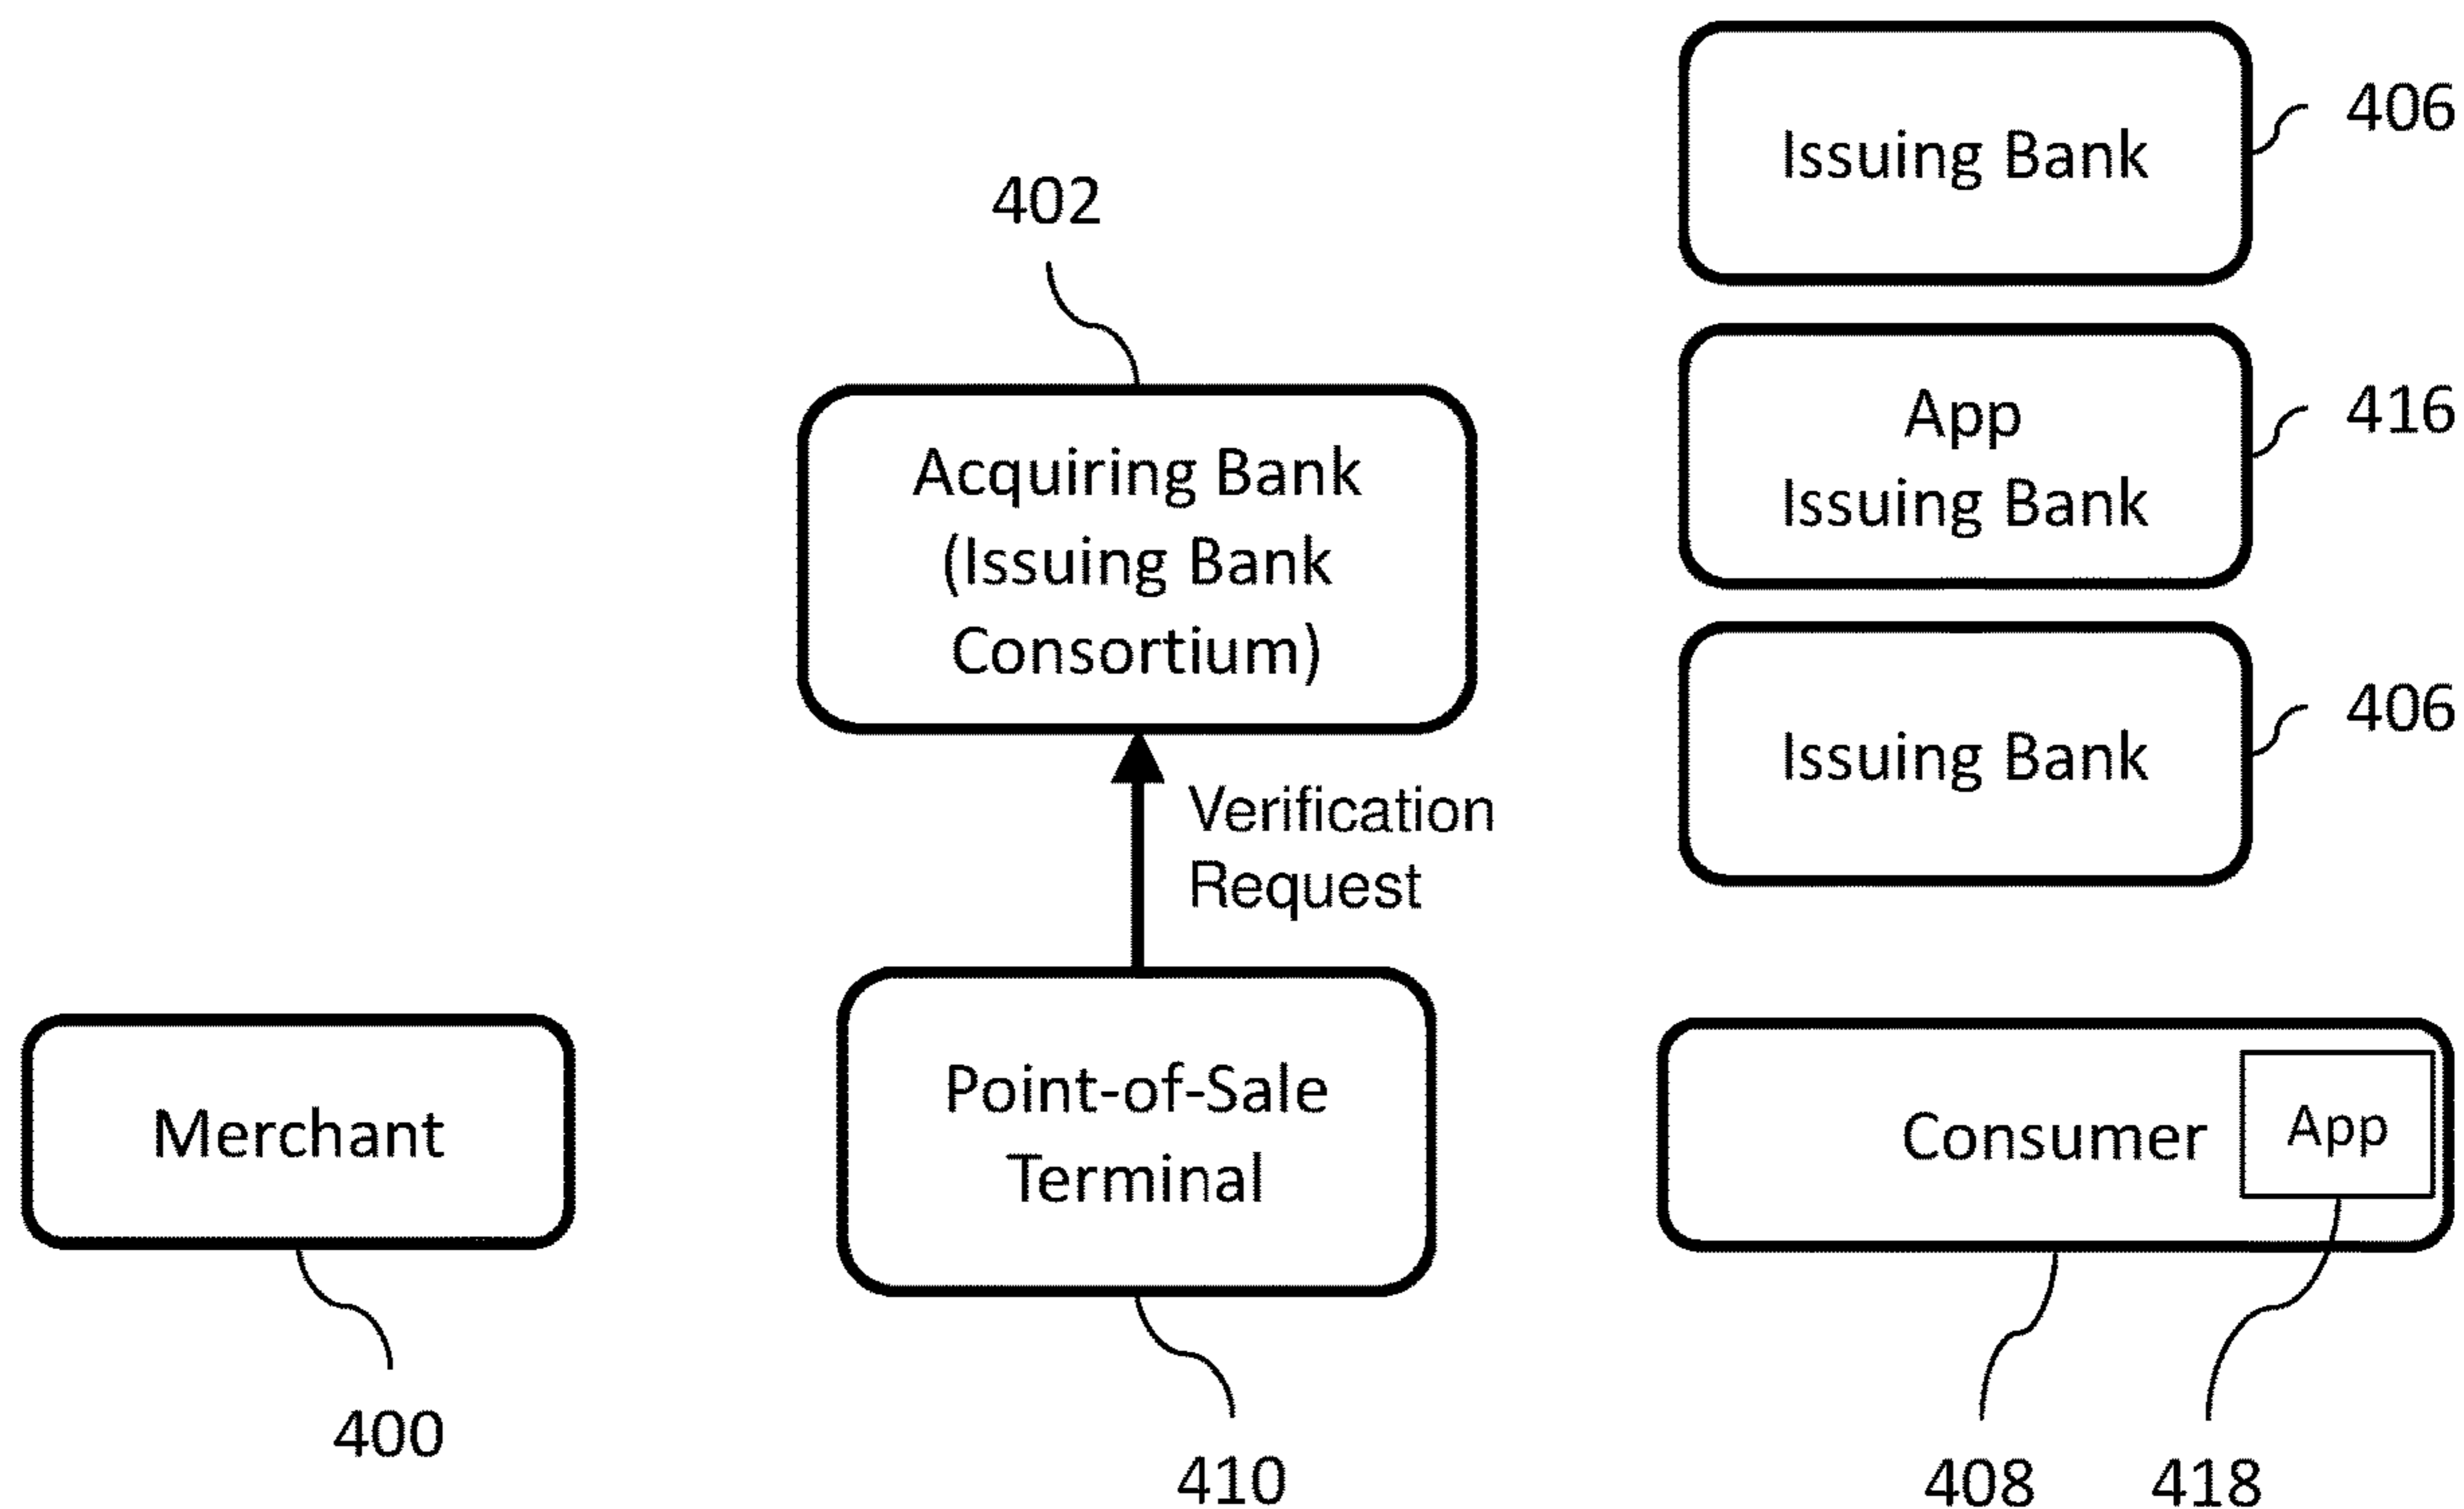 Issuing Bank
406
402
App
Issuing Bank
416
Acquiring Bank
(Issuing Bank
Consortium)
Issuing Bank
406
Verification
Request
Merchant
400
Point-of-Sale
Terminal
410
Consumer
App
408
418